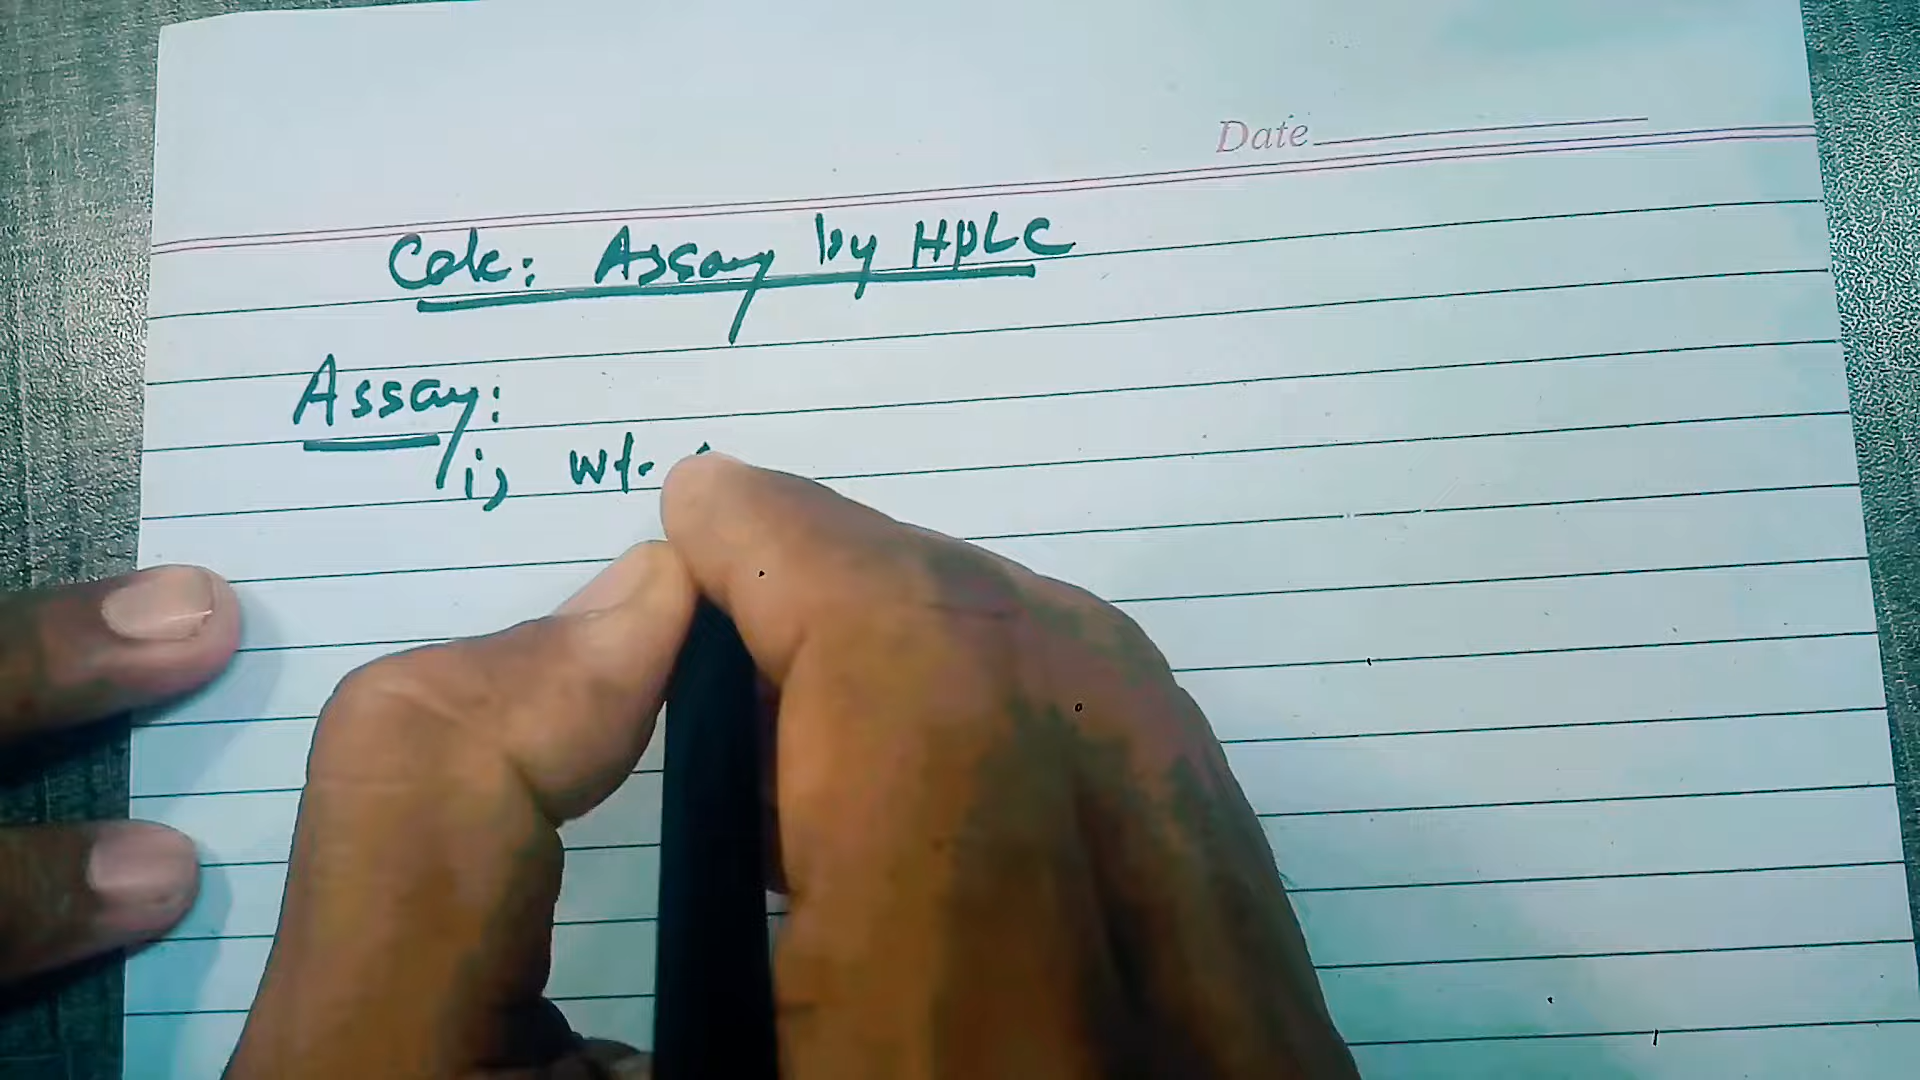 Date
Calc: Assay by HPLC
Assay:
i, wt.